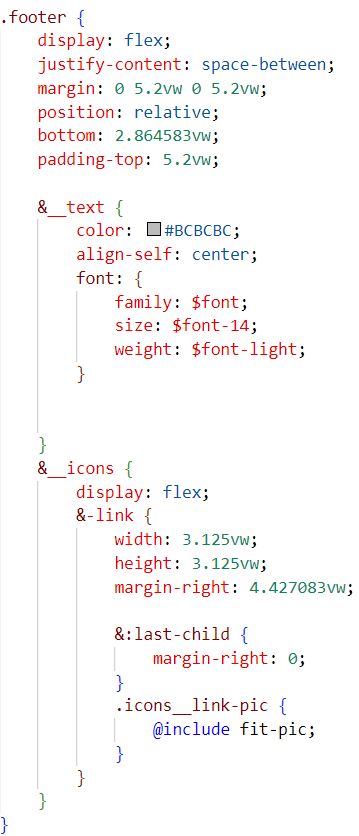 .footer {
display: flex;
justify-content: space-between;
margin: 0 5.2vw 0 5.2vw;
position: relative;
bottom: 2.864583vw;
padding-top: 5.2vw;
&__text {
color: #BCBCBC;
align-self: center;
font: {
family: $font;
size: $font-14;
weight: $font-light;
}
}
&__icons {
display: flex;
&-link {
width: 3.125vw;
height: 3.125vw;
margin-right: 4.427083vw;
&:last-child {
margin-right: 0;
}
.icons__link-pic {
@include fit-pic;
}
}
}
}